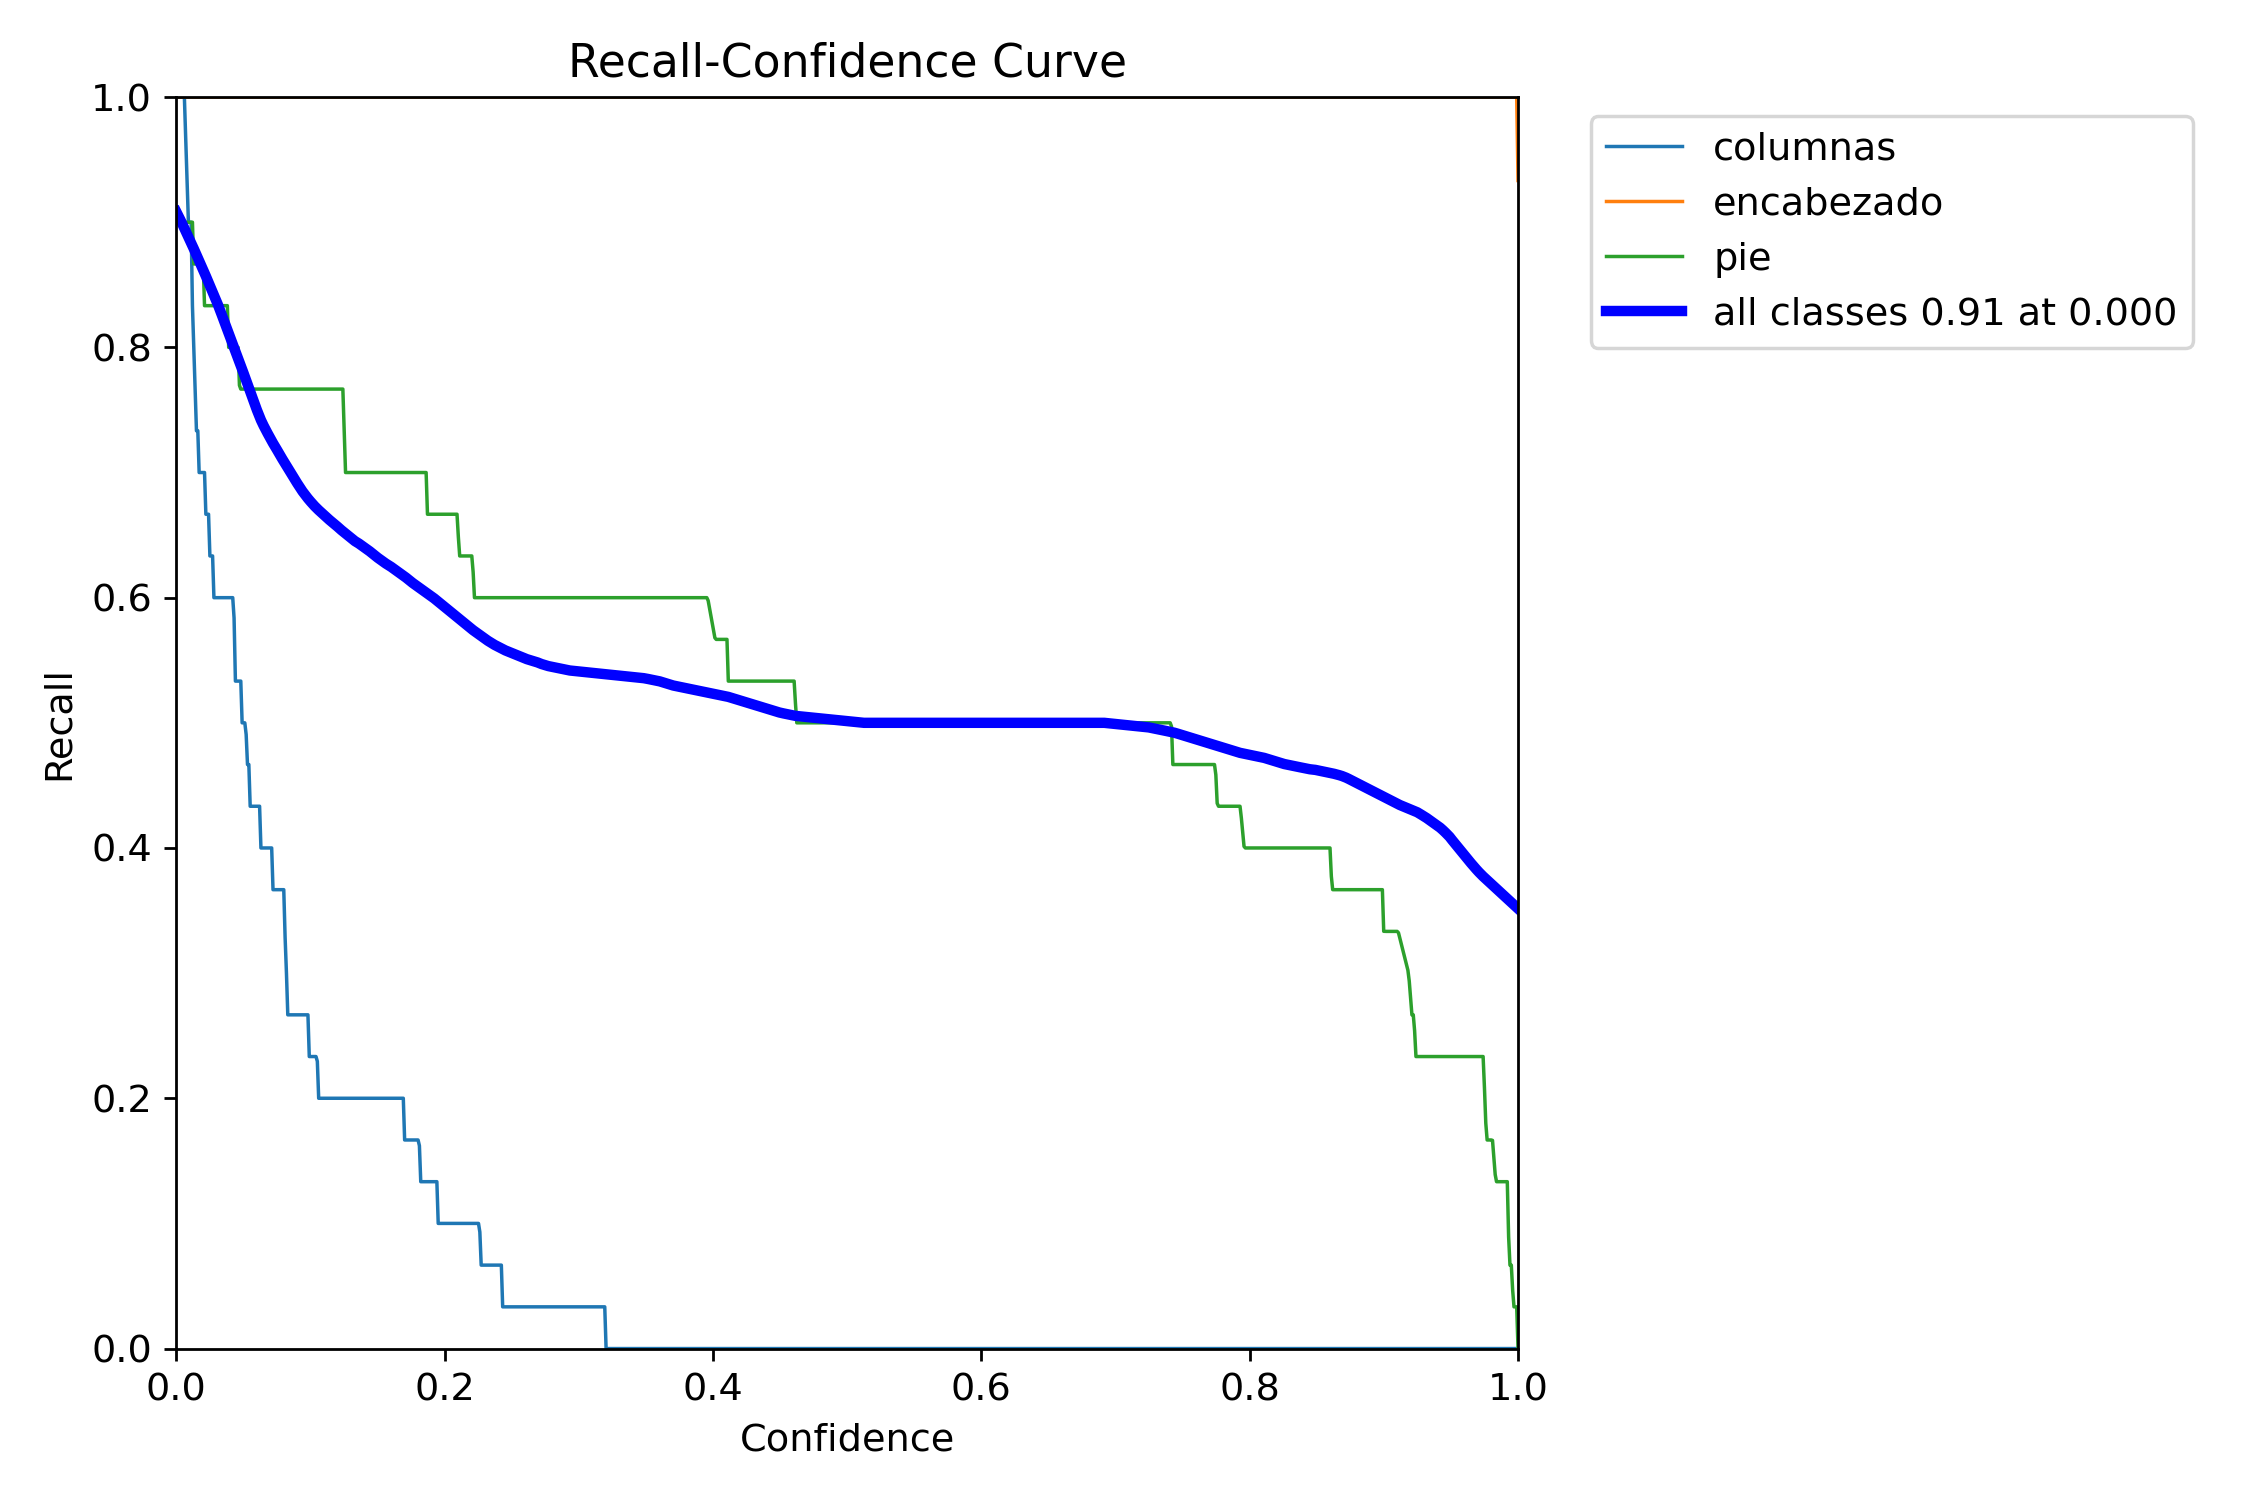 Recall-Confidence Curve
1.0
0.8
0.6
0.4
0.2
0.0
Recall
0.0 0.2 0.4 0.6 0.8 1.0
Confidence
columnas
encabezado
pie
all classes 0.91 at 0.000